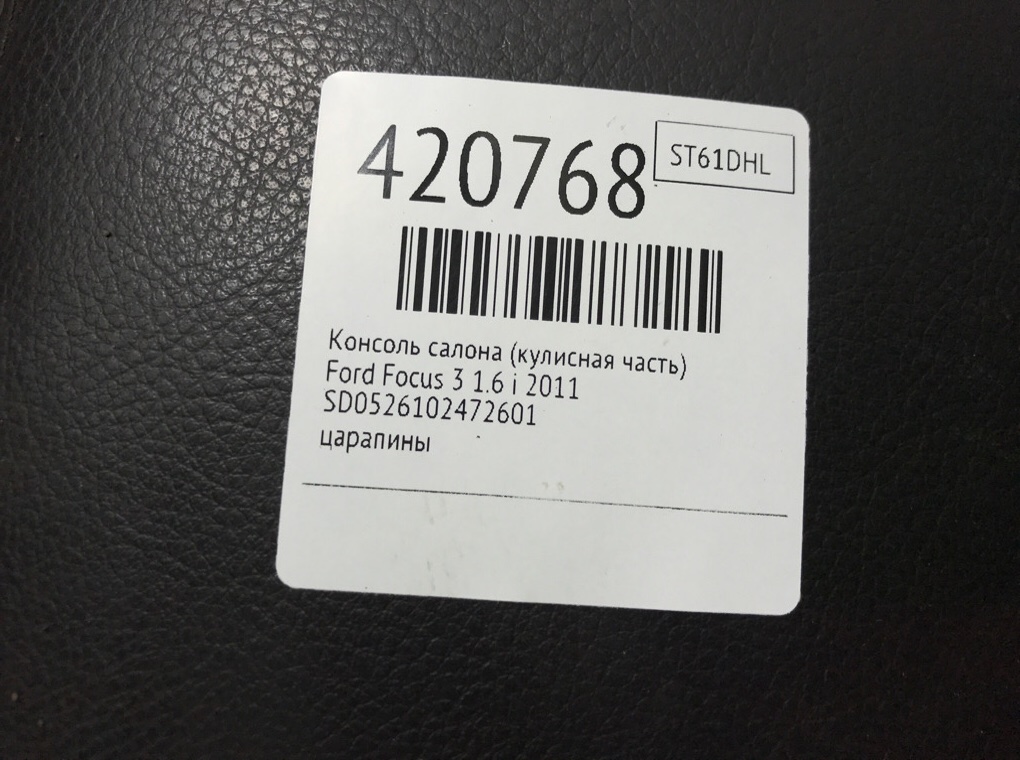 420768
ST61DHL
Консоль салона (кулисная часть)
Ford Focus 3 1.6 i 2011
SD0526102472601
царапины